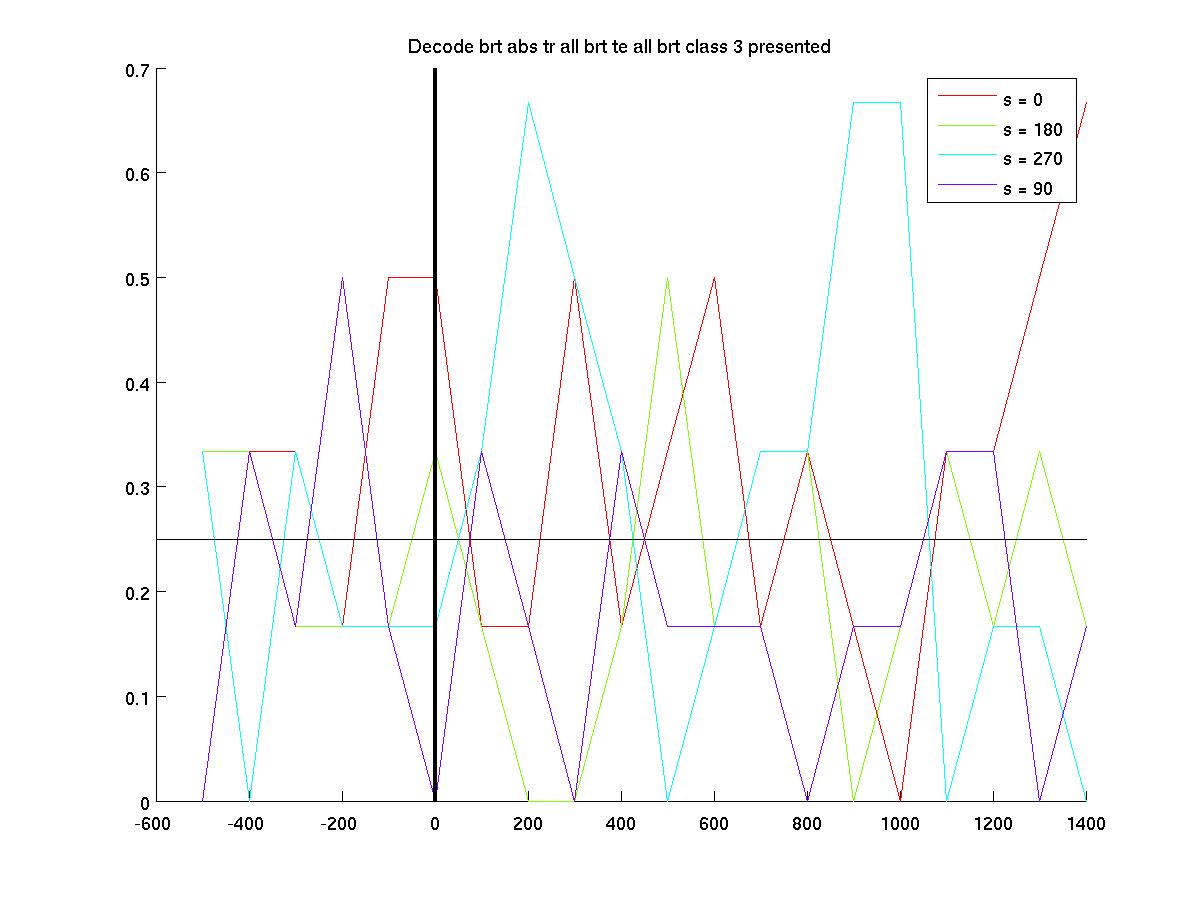 Decode brt abs tr all brt te all brt class 3 presented
0.7
0.6
0.5
0.4
0.3
0.2
0.1
0
s = 0
s = 180
s = 270
s = 90
-600 -400 -200 0 200 400 600 800 1000 1200 1400